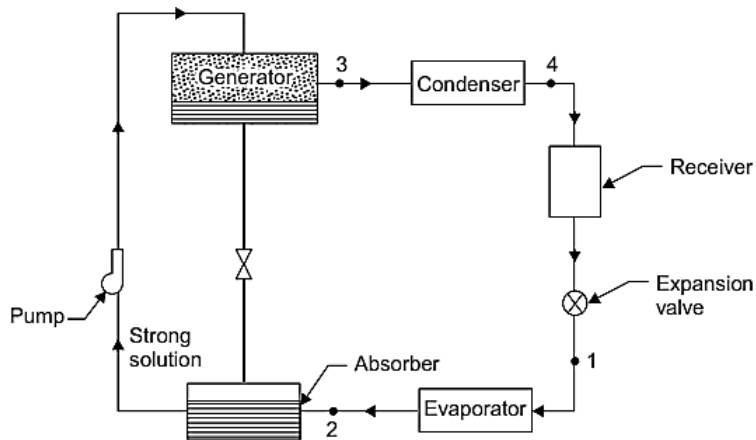 Generator
3
Condenser
4
Receiver
Pump
Strong
solution
Expansion
valve
Absorber
1
2
Evaporator